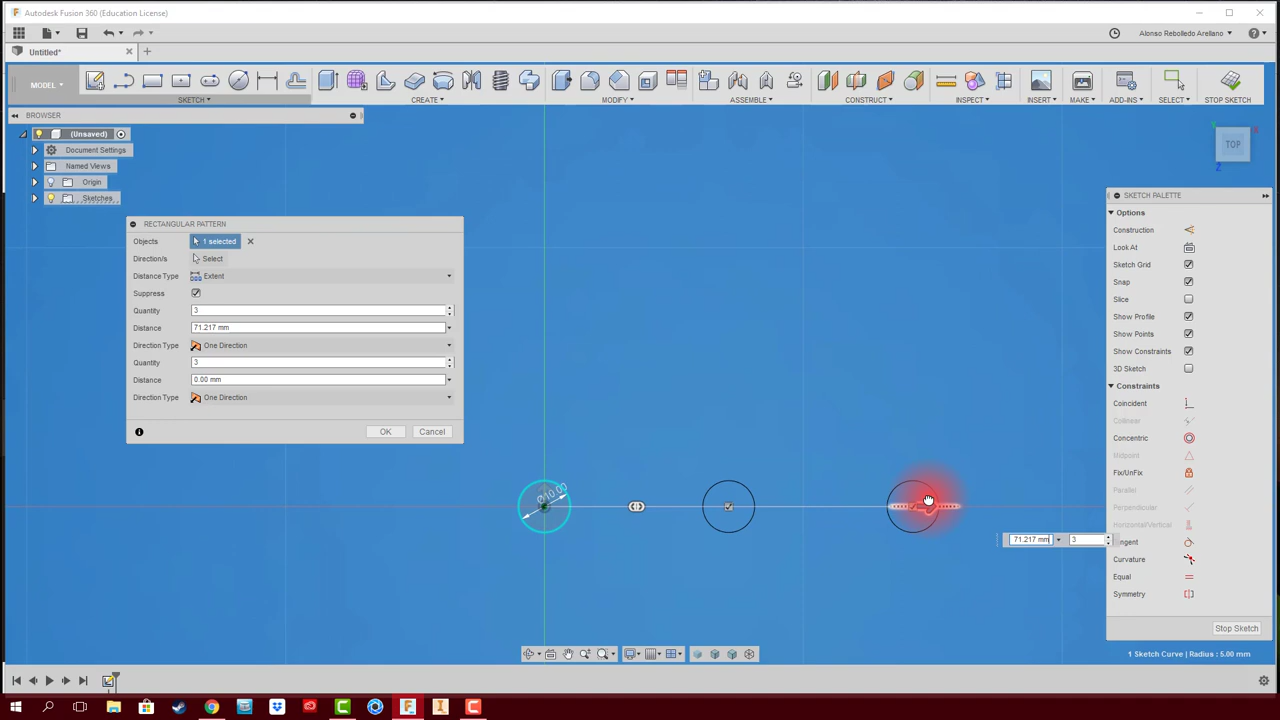 Autodesk Fusion 360 (Education License)
Alonso Rebolledo Arellano
Untitled*
MODEL
SKETCH
CREATE
MODIFY
ASSEMBLE
CONSTRUCT
INSPECT
INSERT
MAKE
ADD-INS
SELECT
STOP SKETCH
BROWSER
(Unsaved)
Document Settings
Named Views
Origin
Sketches
TOP
RECTANGULAR PATTERN
Objects 1 selected
Direction/s Select
Distance Type Extent
Suppress
Quantity 3
Distance 71.217 mm
Direction Type One Direction
Quantity 3
Distance 0.00 mm
Direction Type One Direction
OK Cancel
Ø10.00
71.217 mm 3
SKETCH PALETTE
Options
Construction
Look At
Sketch Grid
Snap
Slice
Show Profile
Show Points
Show Constraints
3D Sketch
Constraints
Coincident
Collinear
Concentric
Midpoint
Fix/UnFix
Parallel
Perpendicular
Horizontal/Vertical
angent
Curvature
Equal
Symmetry
Stop Sketch
1 Sketch Curve | Radius : 5.00 mm